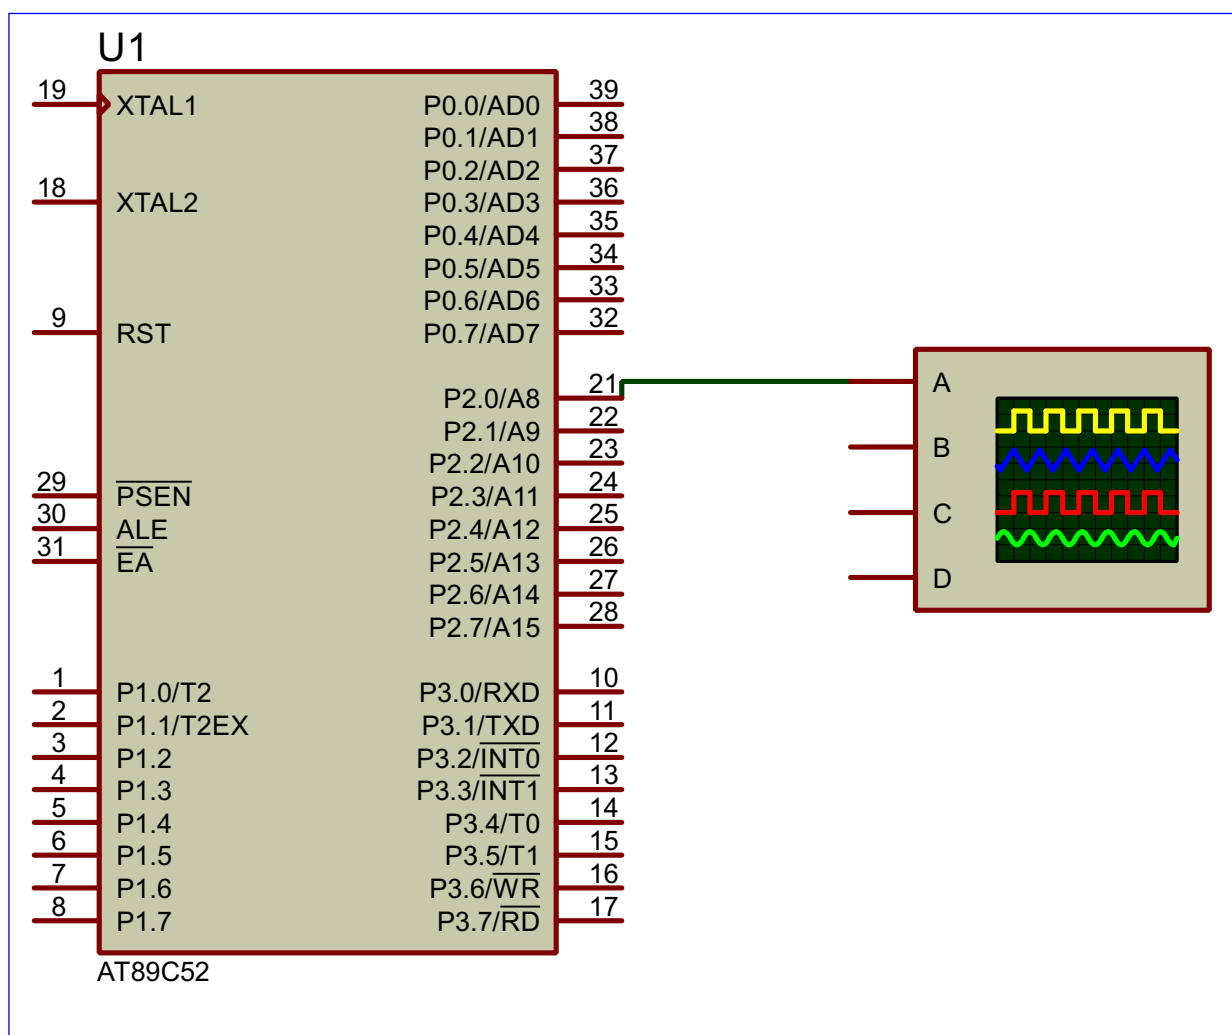 U1
19 XTAL1 P0.0/AD0 39
P0.1/AD1 38
P0.2/AD2 37
18 XTAL2 P0.3/AD3 36
P0.4/AD4 35
P0.5/AD5 34
P0.6/AD6 33
9 RST P0.7/AD7 32
P2.0/A8 21
P2.1/A9 22
P2.2/A10 23
29 PSEN P2.3/A11 24
30 ALE P2.4/A12 25
31 EA P2.5/A13 26
P2.6/A14 27
P2.7/A15 28
1 P1.0/T2 P3.0/RXD 10
2 P1.1/T2EX P3.1/TXD 11
3 P1.2 P3.2/INT0 12
4 P1.3 P3.3/INT1 13
5 P1.4 P3.4/T0 14
6 P1.5 P3.5/T1 15
7 P1.6 P3.6/WR 16
8 P1.7 P3.7/RD 17
AT89C52
A
B
C
D